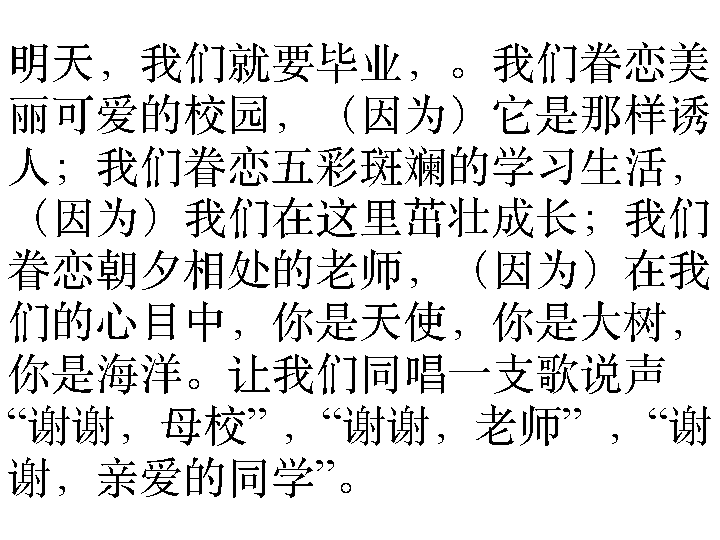 明天，我们就要毕业，。我们眷恋美
丽可爱的校园，（因为）它是那样诱
人；我们眷恋五彩斑斓的学习生活，
（因为）我们在这里茁壮成长；我们
眷恋朝夕相处的老师，（因为）在我
们的心目中，你是天使，你是大树，
你是海洋。让我们同唱一支歌说声
“谢谢，母校”，“谢谢，老师”，“谢
谢，亲爱的同学”。